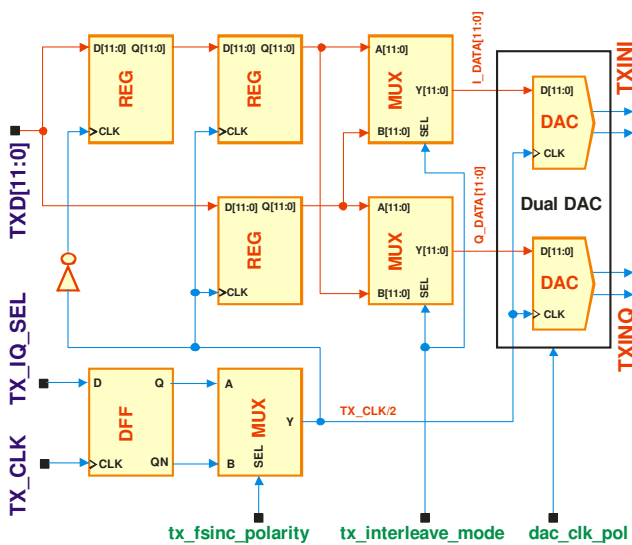 D[11:0] Q[11:0]
REG
CLK
D[11:0] Q[11:0]
REG
CLK
A[11:0]
MUX
Y[11:0]
SEL
B[11:0]
I_DATA[11:0]
D[11:0]
DAC
CLK
TXINI
TXD[11:0]
D[11:0] Q[11:0]
REG
CLK
A[11:0]
MUX
Y[11:0]
SEL
B[11:0]
Q_DATA[11:0]
Dual DAC
D[11:0]
DAC
CLK
TXINQ
TX_IQ_SEL
TX_CLK
D
Q
DFF
CLK
QN
A
MUX
Y
SEL
B
TX_CLK/2
tx_fsinc_polarity
tx_interleave_mode
dac_clk_pol